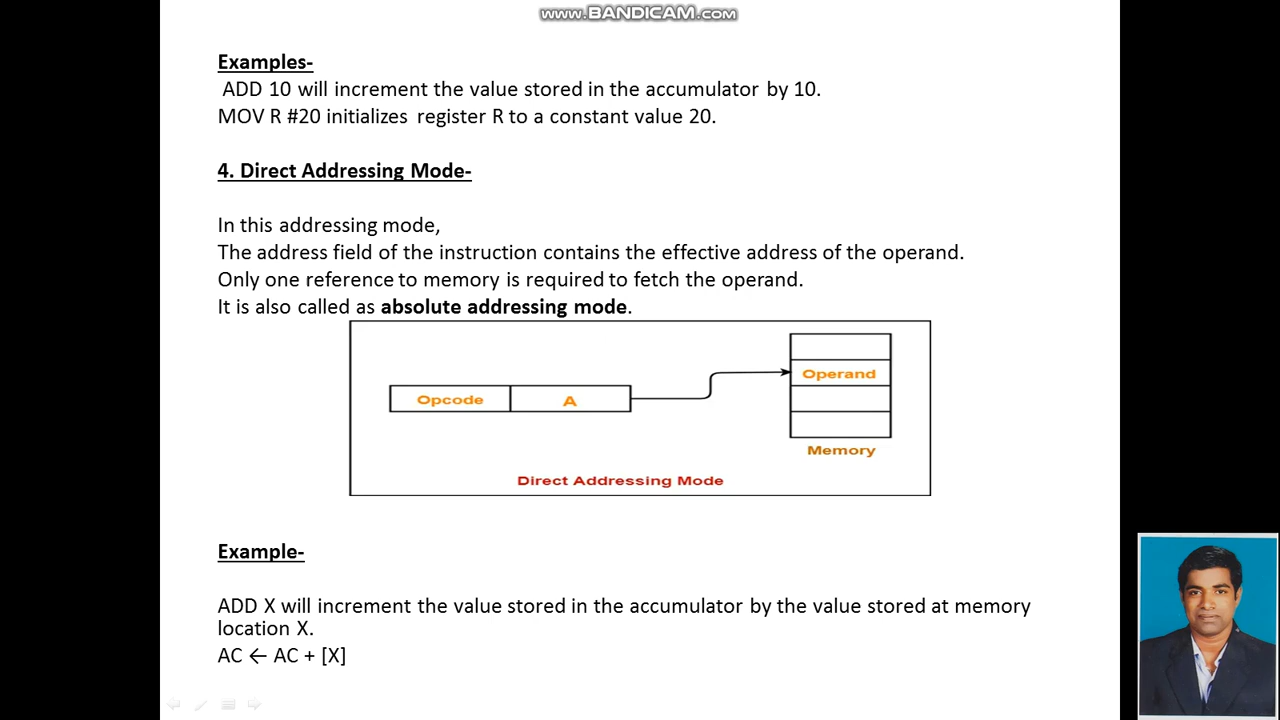 www.BANDICAM.com
Examples-
ADD 10 will increment the value stored in the accumulator by 10.
MOV R #20 initializes register R to a constant value 20.
4. Direct Addressing Mode-
In this addressing mode,
The address field of the instruction contains the effective address of the operand.
Only one reference to memory is required to fetch the operand.
It is also called as absolute addressing mode.
Operand
Opcode A
Memory
Direct Addressing Mode
Example-
ADD X will increment the value stored in the accumulator by the value stored at memory
location X.
AC ← AC + [X]